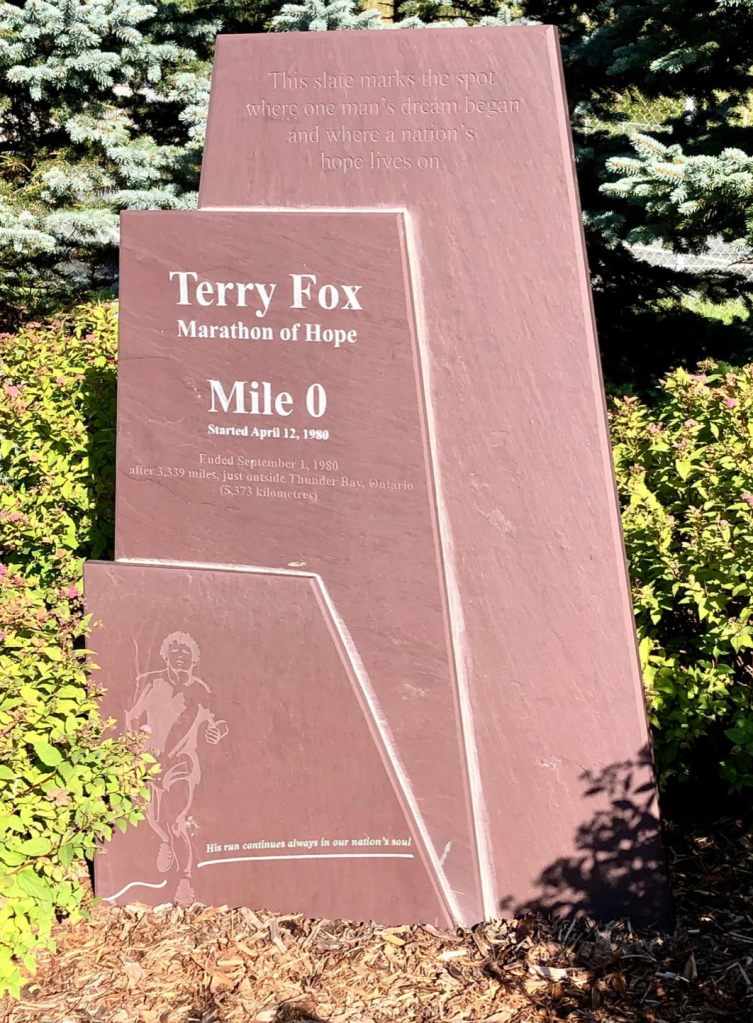 This slate marks the spot
where one man's dream began
and where a nation's
hope lives on
Terry Fox
Marathon of Hope
Mile 0
Started April 12, 1980
Ended September 1, 1980
after 3,339 miles, just outside Thunder Bay, Ontario
(5,373 kilometres)
His run continues always in our nation's soul